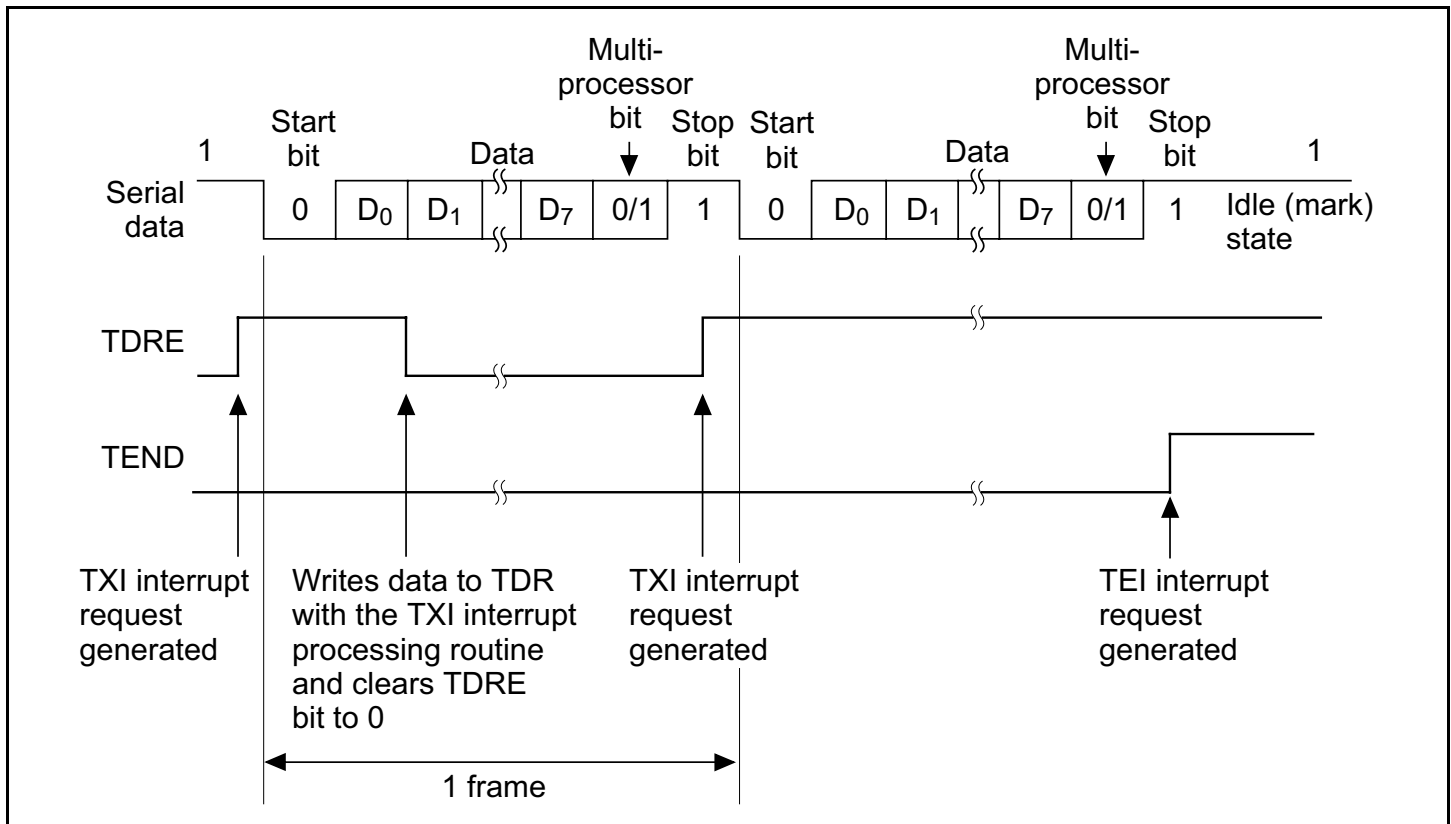 Multi-
processor
bit
Multi-
processor
bit
1
Start
bit
Data
Stop
bit
Start
bit
Data
Stop
bit
1
Serial
data
0 D0 D1 D7 0/1 1 0 D0 D1 D7 0/1 1
Idle (mark)
state
TDRE
TEND
TXI interrupt
request
generated
Writes data to TDR
with the TXI interrupt
processing routine
and clears TDRE
bit to 0
TXI interrupt
request
generated
TEI interrupt
request
generated
1 frame